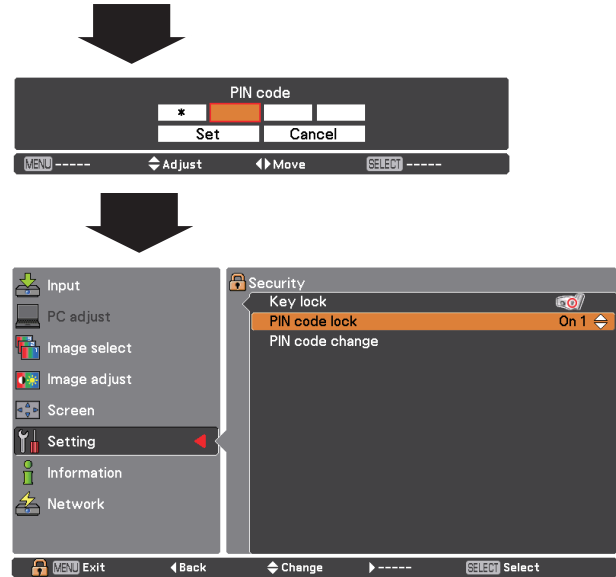 PIN code
*
Set Cancel
MENU ----- Adjust Move SELECT -----
Input
PC adjust
Image select
Image adjust
Screen
Setting
Information
Network
Security
Key lock
PIN code lock On 1
PIN code change
MENU Exit Back Change ----- SELECT Select